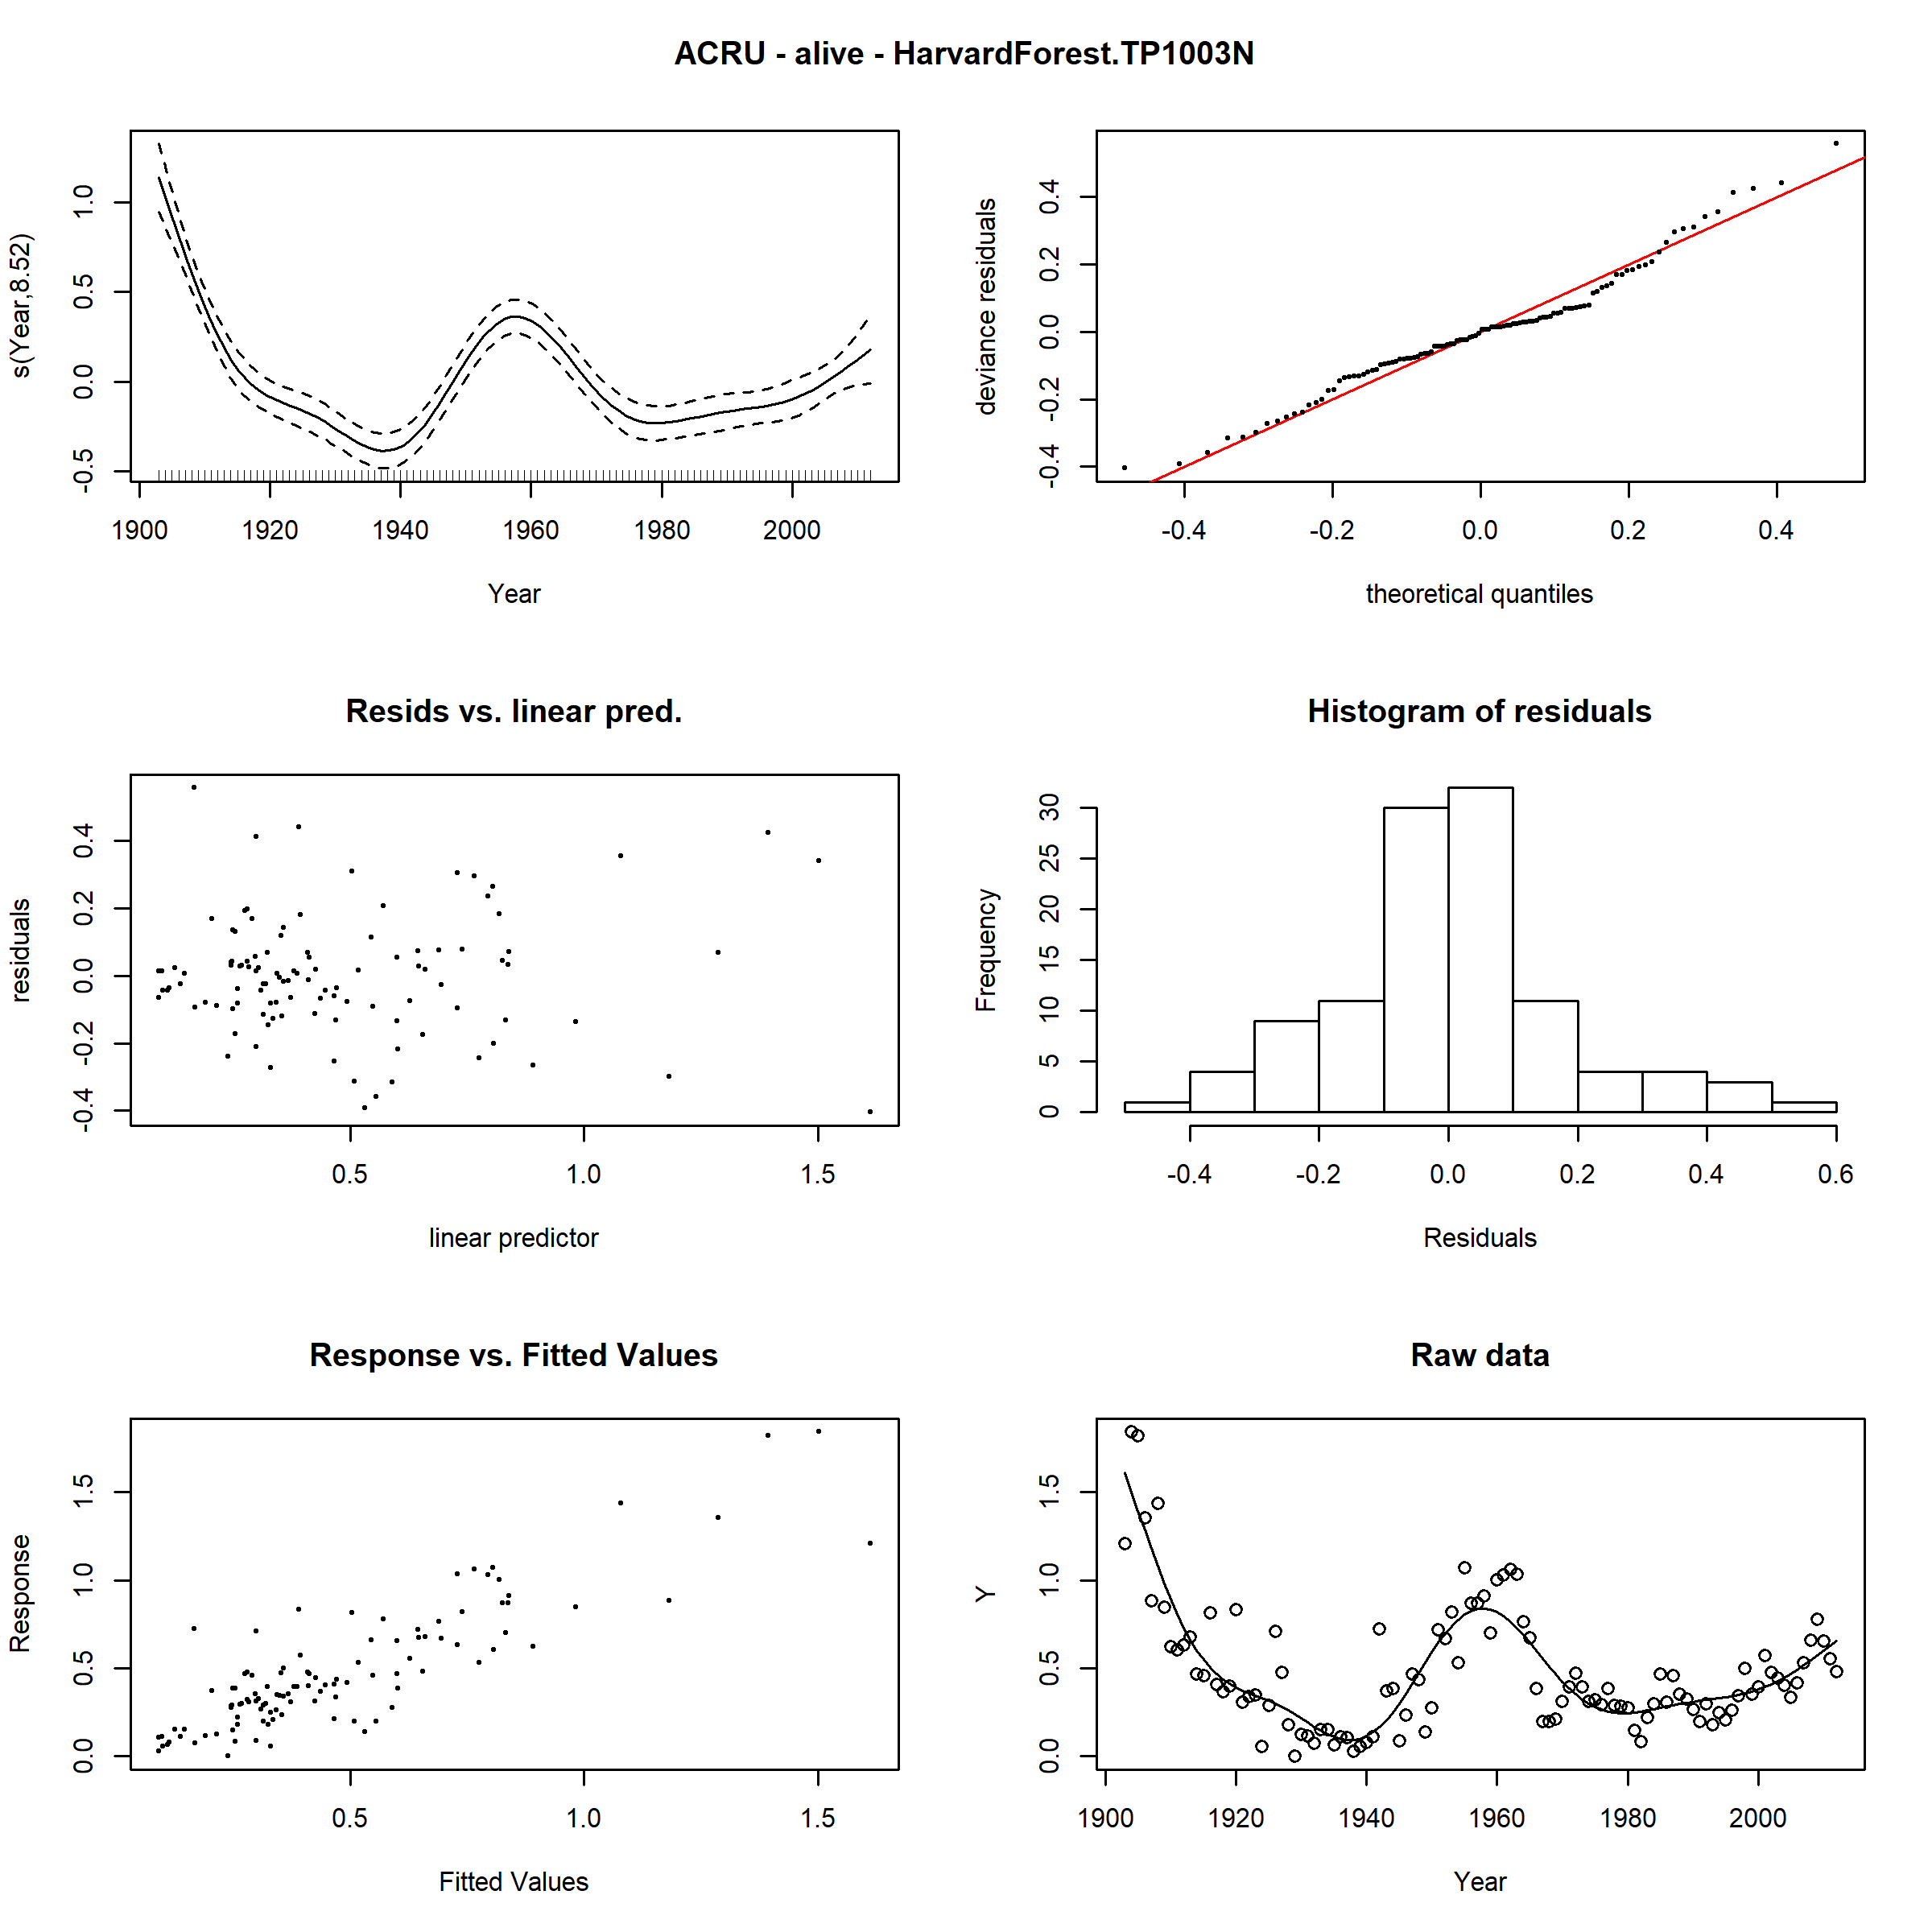 ACRU - alive - HarvardForest.TP1003N
s(Year,8.52)
1.0
0.5
0.0
-0.5
1900 1920 1940 1960 1980 2000
Year
deviance residuals
0.4
0.2
0.0
-0.2
-0.4
-0.4 -0.2 0.0 0.2 0.4
theoretical quantiles
Resids vs. linear pred.
residuals
0.4
0.2
0.0
-0.2
-0.4
0.5 1.0 1.5
linear predictor
Histogram of residuals
Frequency
30
25
20
15
10
5
0
-0.4 -0.2 0.0 0.2 0.4 0.6
Residuals
Response vs. Fitted Values
Response
1.5
1.0
0.5
0.0
0.5 1.0 1.5
Fitted Values
Raw data
Y
1.5
1.0
0.5
0.0
1900 1920 1940 1960 1980 2000
Year